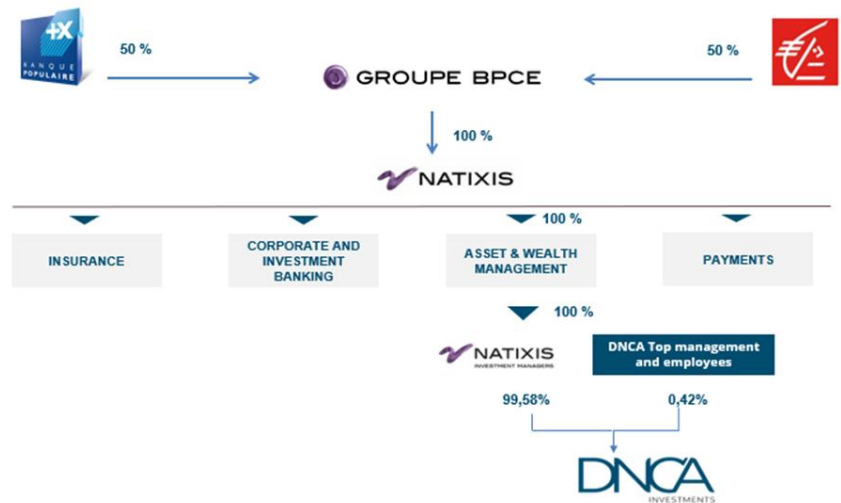 +X
BANQUE
POPULAIRE
50 %
GROUPE BPCE
50 %
100 %
NATIXIS
100 %
INSURANCE
CORPORATE AND
INVESTMENT
BANKING
ASSET & WEALTH
MANAGEMENT
PAYMENTS
100 %
NATIXIS
INVESTMENT MANAGERS
DNCA Top management
and employees
99,58%
0,42%
DNCA
INVESTMENTS